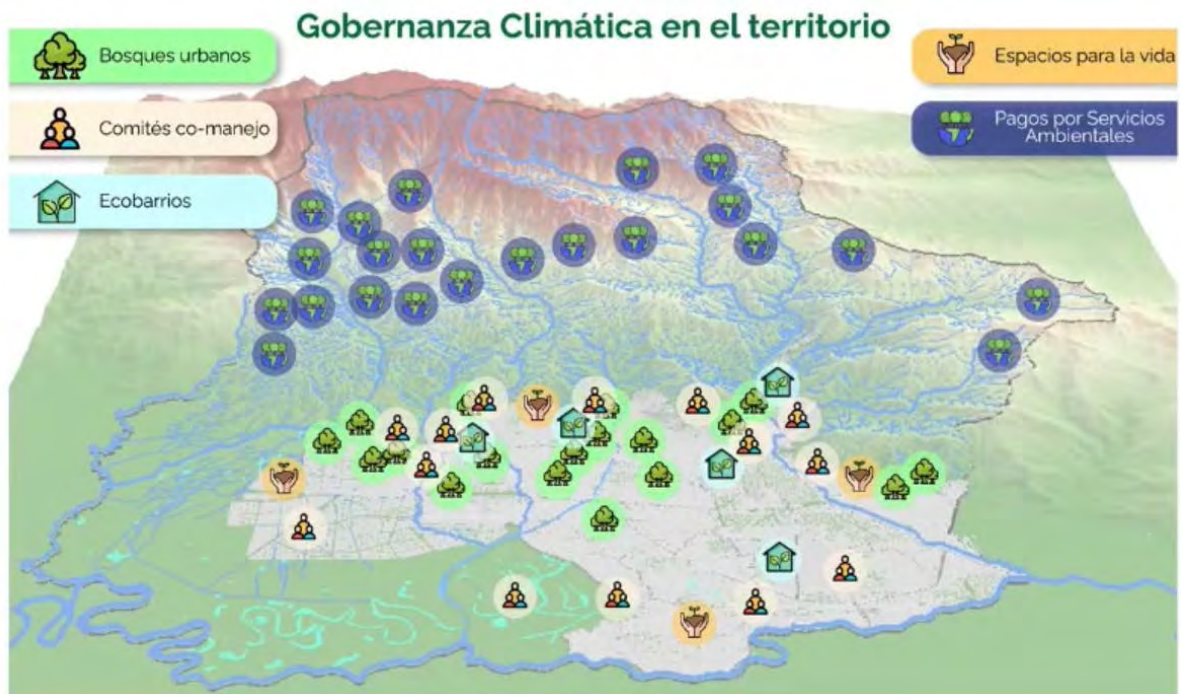 Gobernanza Climática en el territorio
Bosques urbanos
Comités co-manejo
Ecobarrios
Espacios para la vida
Pagos por Servicios
Ambientales